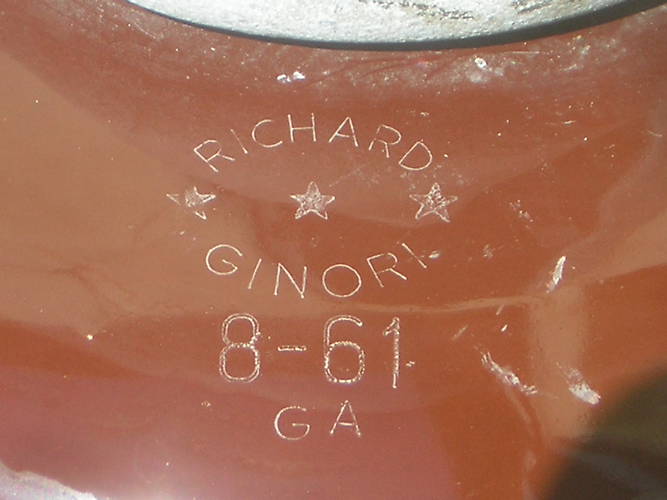 RICHARD
★ ★ ★
GINORI
8-61
GA